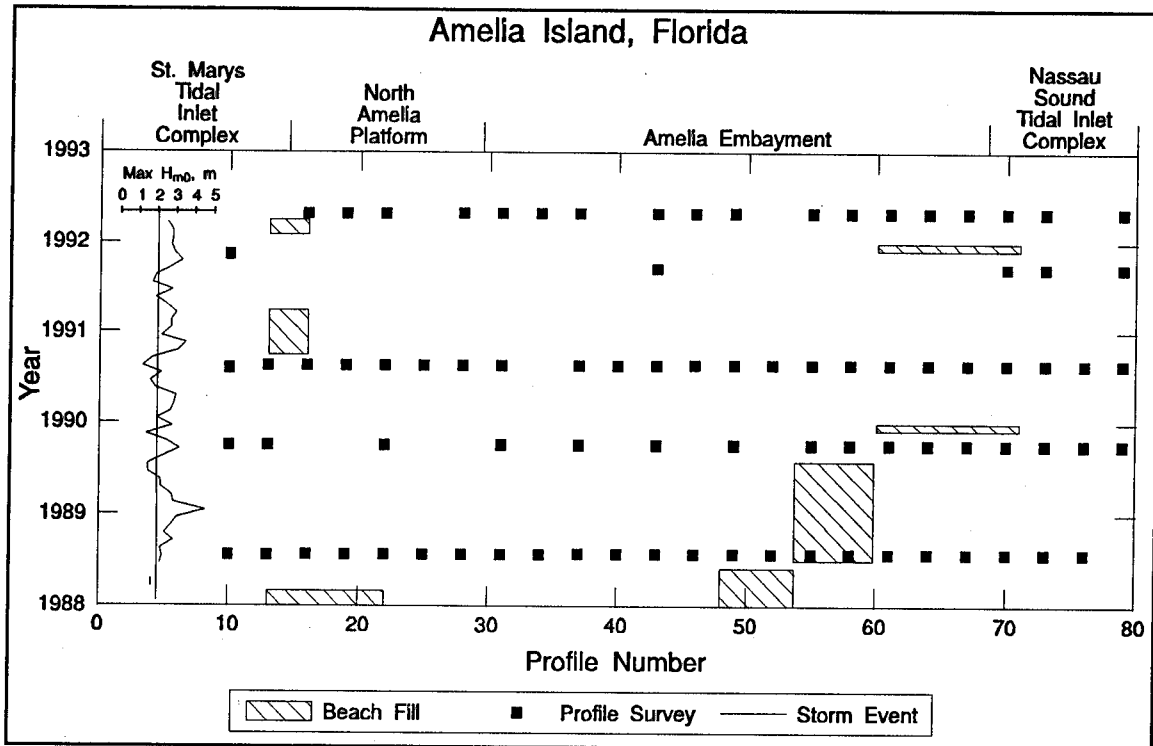 Amelia Island, Florida
St. Marys
Tidal
Inlet
Complex
North
Amelia
Platform
Amelia Embayment
Nassau
Sound
Tidal Inlet
Complex
Max Hm0, m
0 1 2 3 4 5
1993
1992
1991
1990
1989
1988
Year
0 10 20 30 40 50 60 70 80
Profile Number
Beach Fill Profile Survey Storm Event